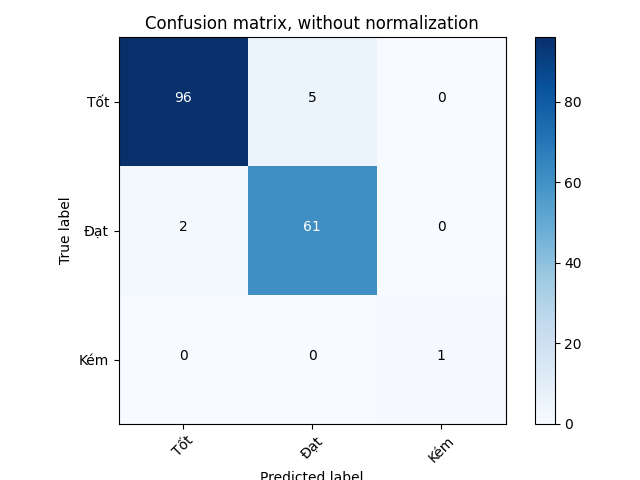 Confusion matrix, without normalization
True label
Tốt
96 5 0
Đạt
2 61 0
Kém
0 0 1
Tốt Đạt Kém
Predicted label
80
60
40
20
0